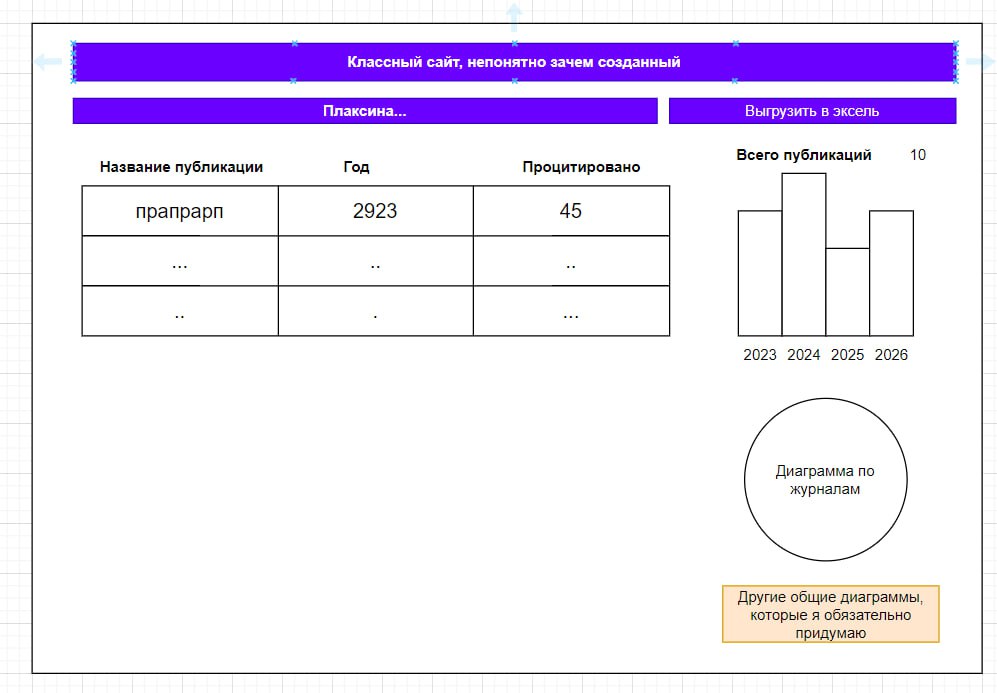 Классный сайт, непонятно зачем созданный
Плаксина...
Выгрузить в эксель
Название публикации Год Процитировано
прапрарп 2923 45
... .. ..
.. . ...
Всего публикаций 10
2023 2024 2025 2026
Диаграмма по
журналам
Другие общие диаграммы,
которые я обязательно
придумаю